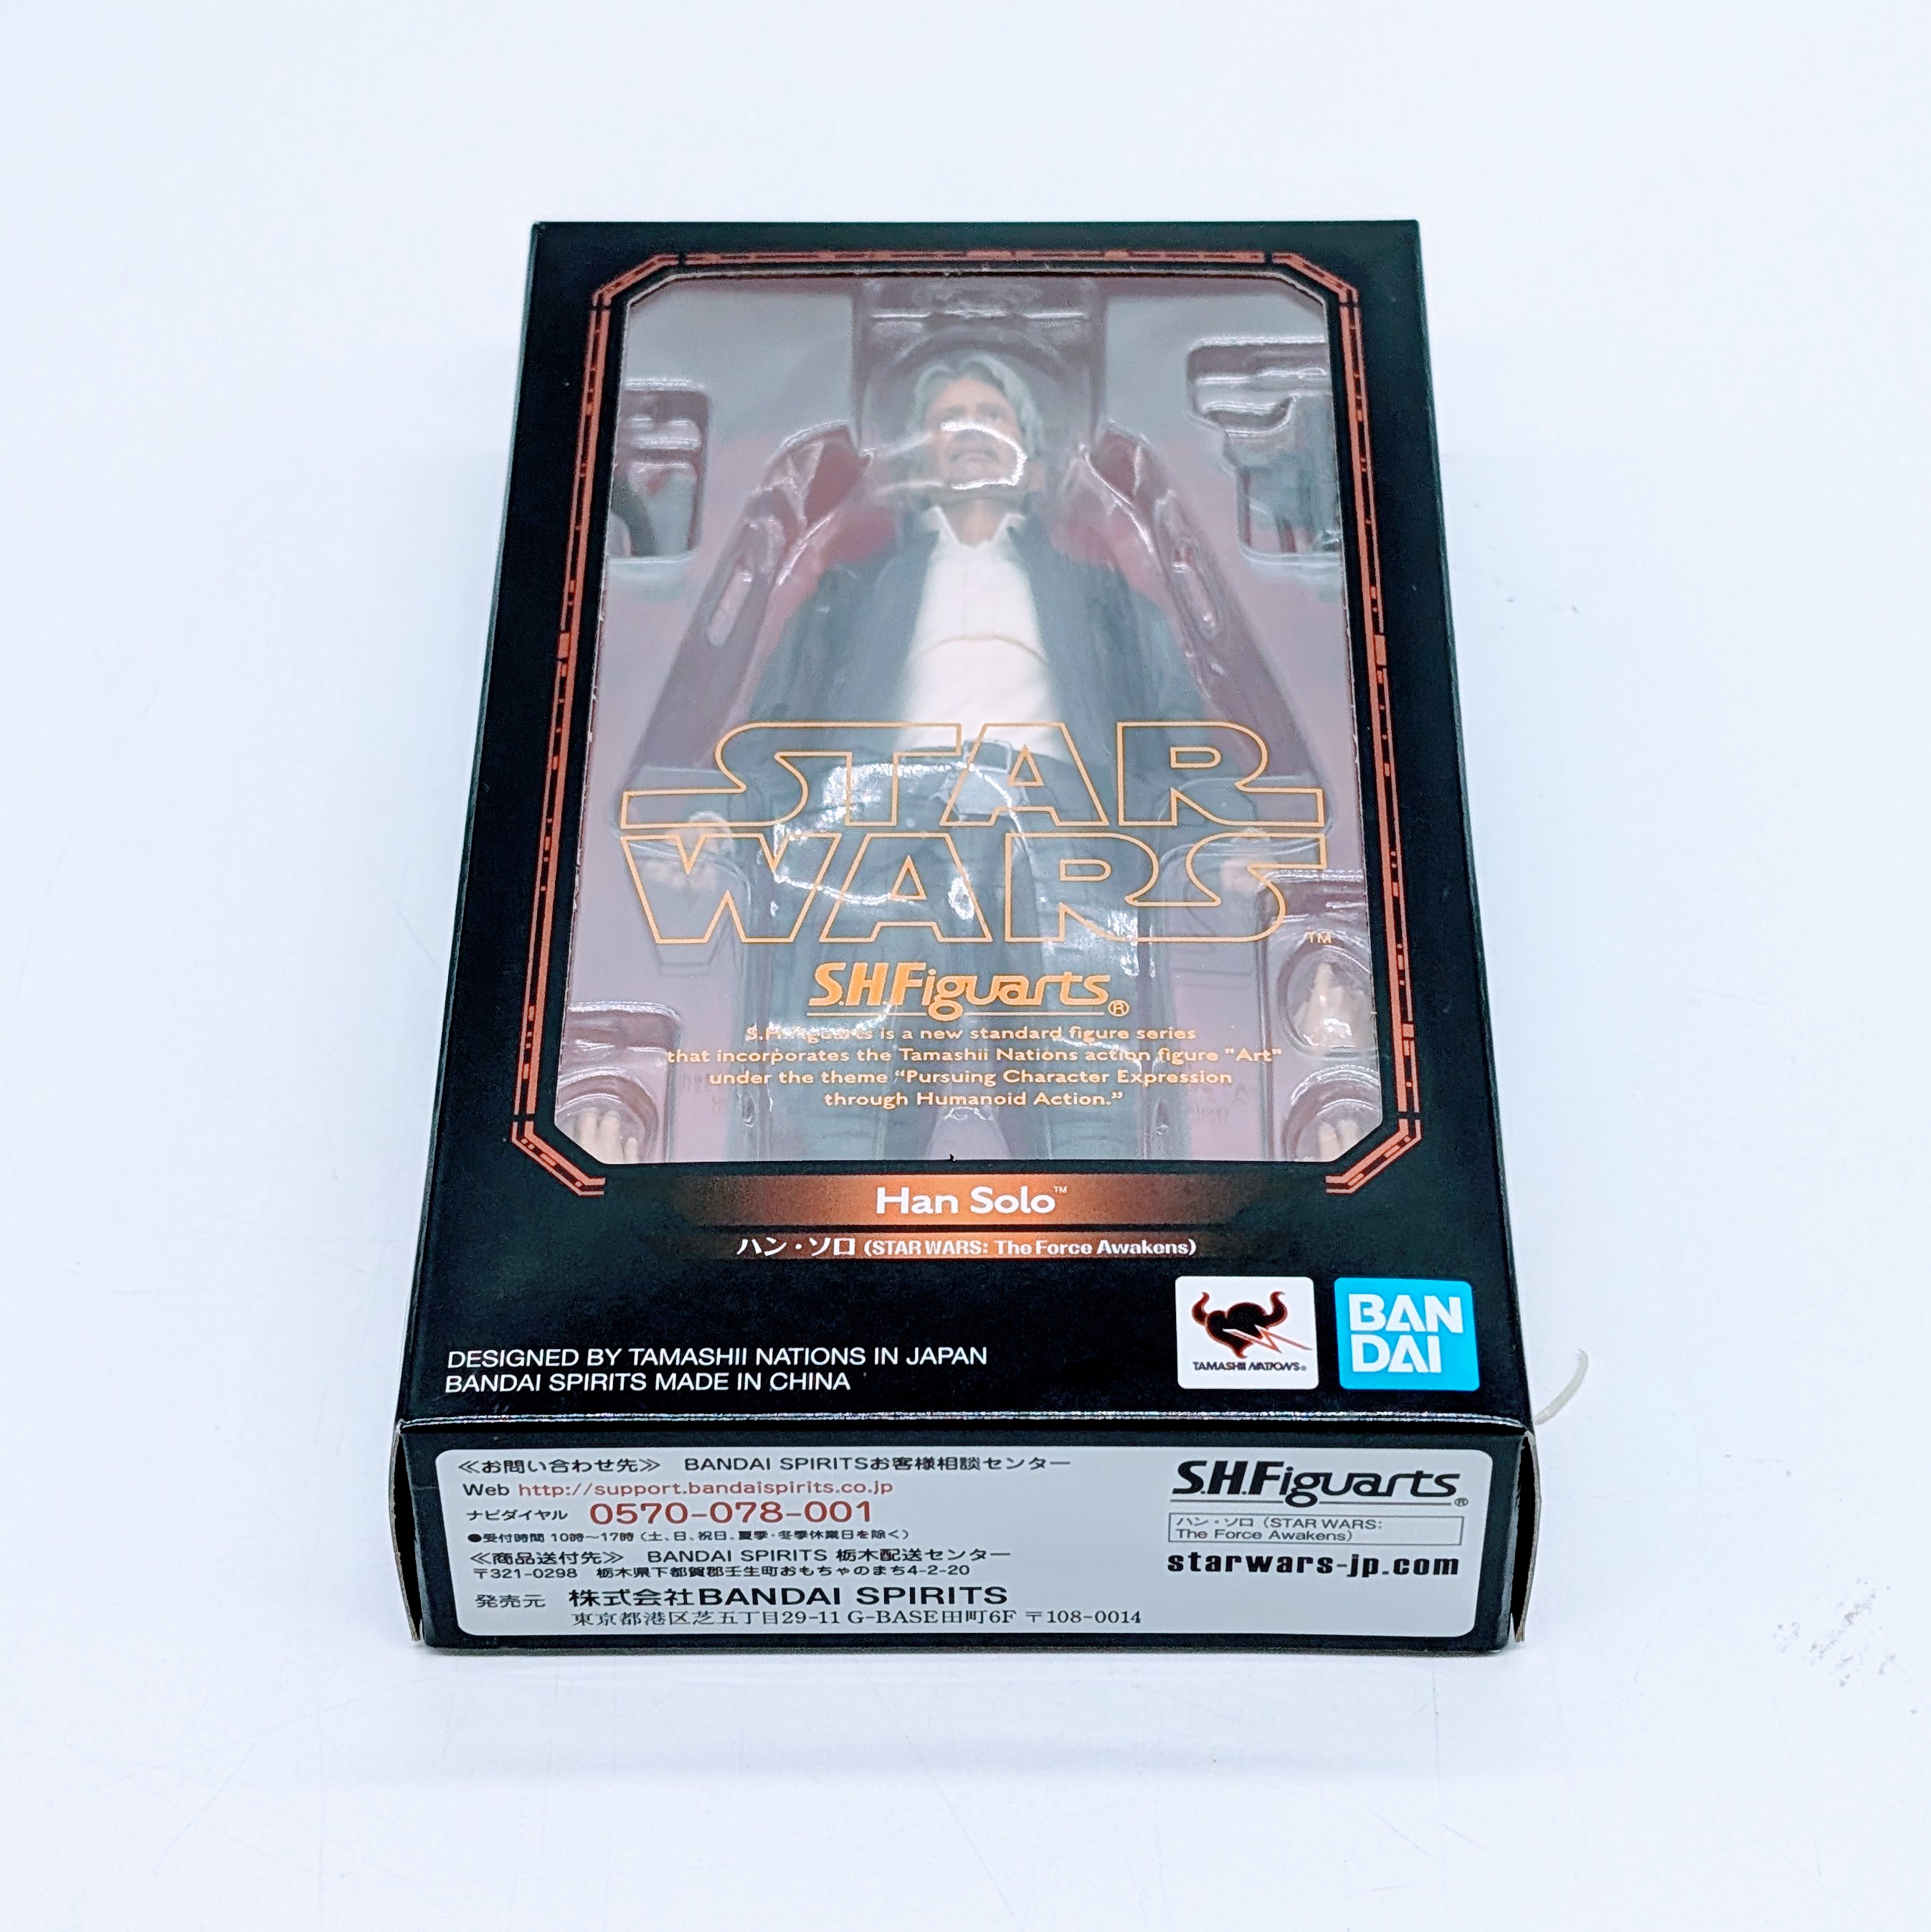 STAR
WARS
TM
S.H.Figuarts®
S.H.Figuarts is a new standard figure series
that incorporates the Tamashii Nations action figure "Art"
under the theme “Pursuing Character Expression
through Humanoid Action.”
Han Solo™
ハン・ソロ (STAR WARS: The Force Awakens)
TAMASHII NATIONS®
BAN
DAI
DESIGNED BY TAMASHII NATIONS IN JAPAN
BANDAI SPIRITS MADE IN CHINA
≪お問い合わせ先≫ BANDAI SPIRITSお客様相談センター
Web http://support.bandaispirits.co.jp
ナビダイヤル 0570-078-001
●受付時間 10時〜17時（土、日、祝日、夏季・冬季休業日を除く）
≪商品送付先≫ BANDAI SPIRITS 栃木配送センター
〒321-0298 栃木県下都賀郡壬生町おもちゃのまち4-2-20
発売元 株式会社BANDAI SPIRITS
東京都港区芝五丁目29-11 G-BASE田町6F 〒108-0014
S.H.Figuarts®
ハン・ソロ（STAR WARS:
The Force Awakens）
starwars-jp.com